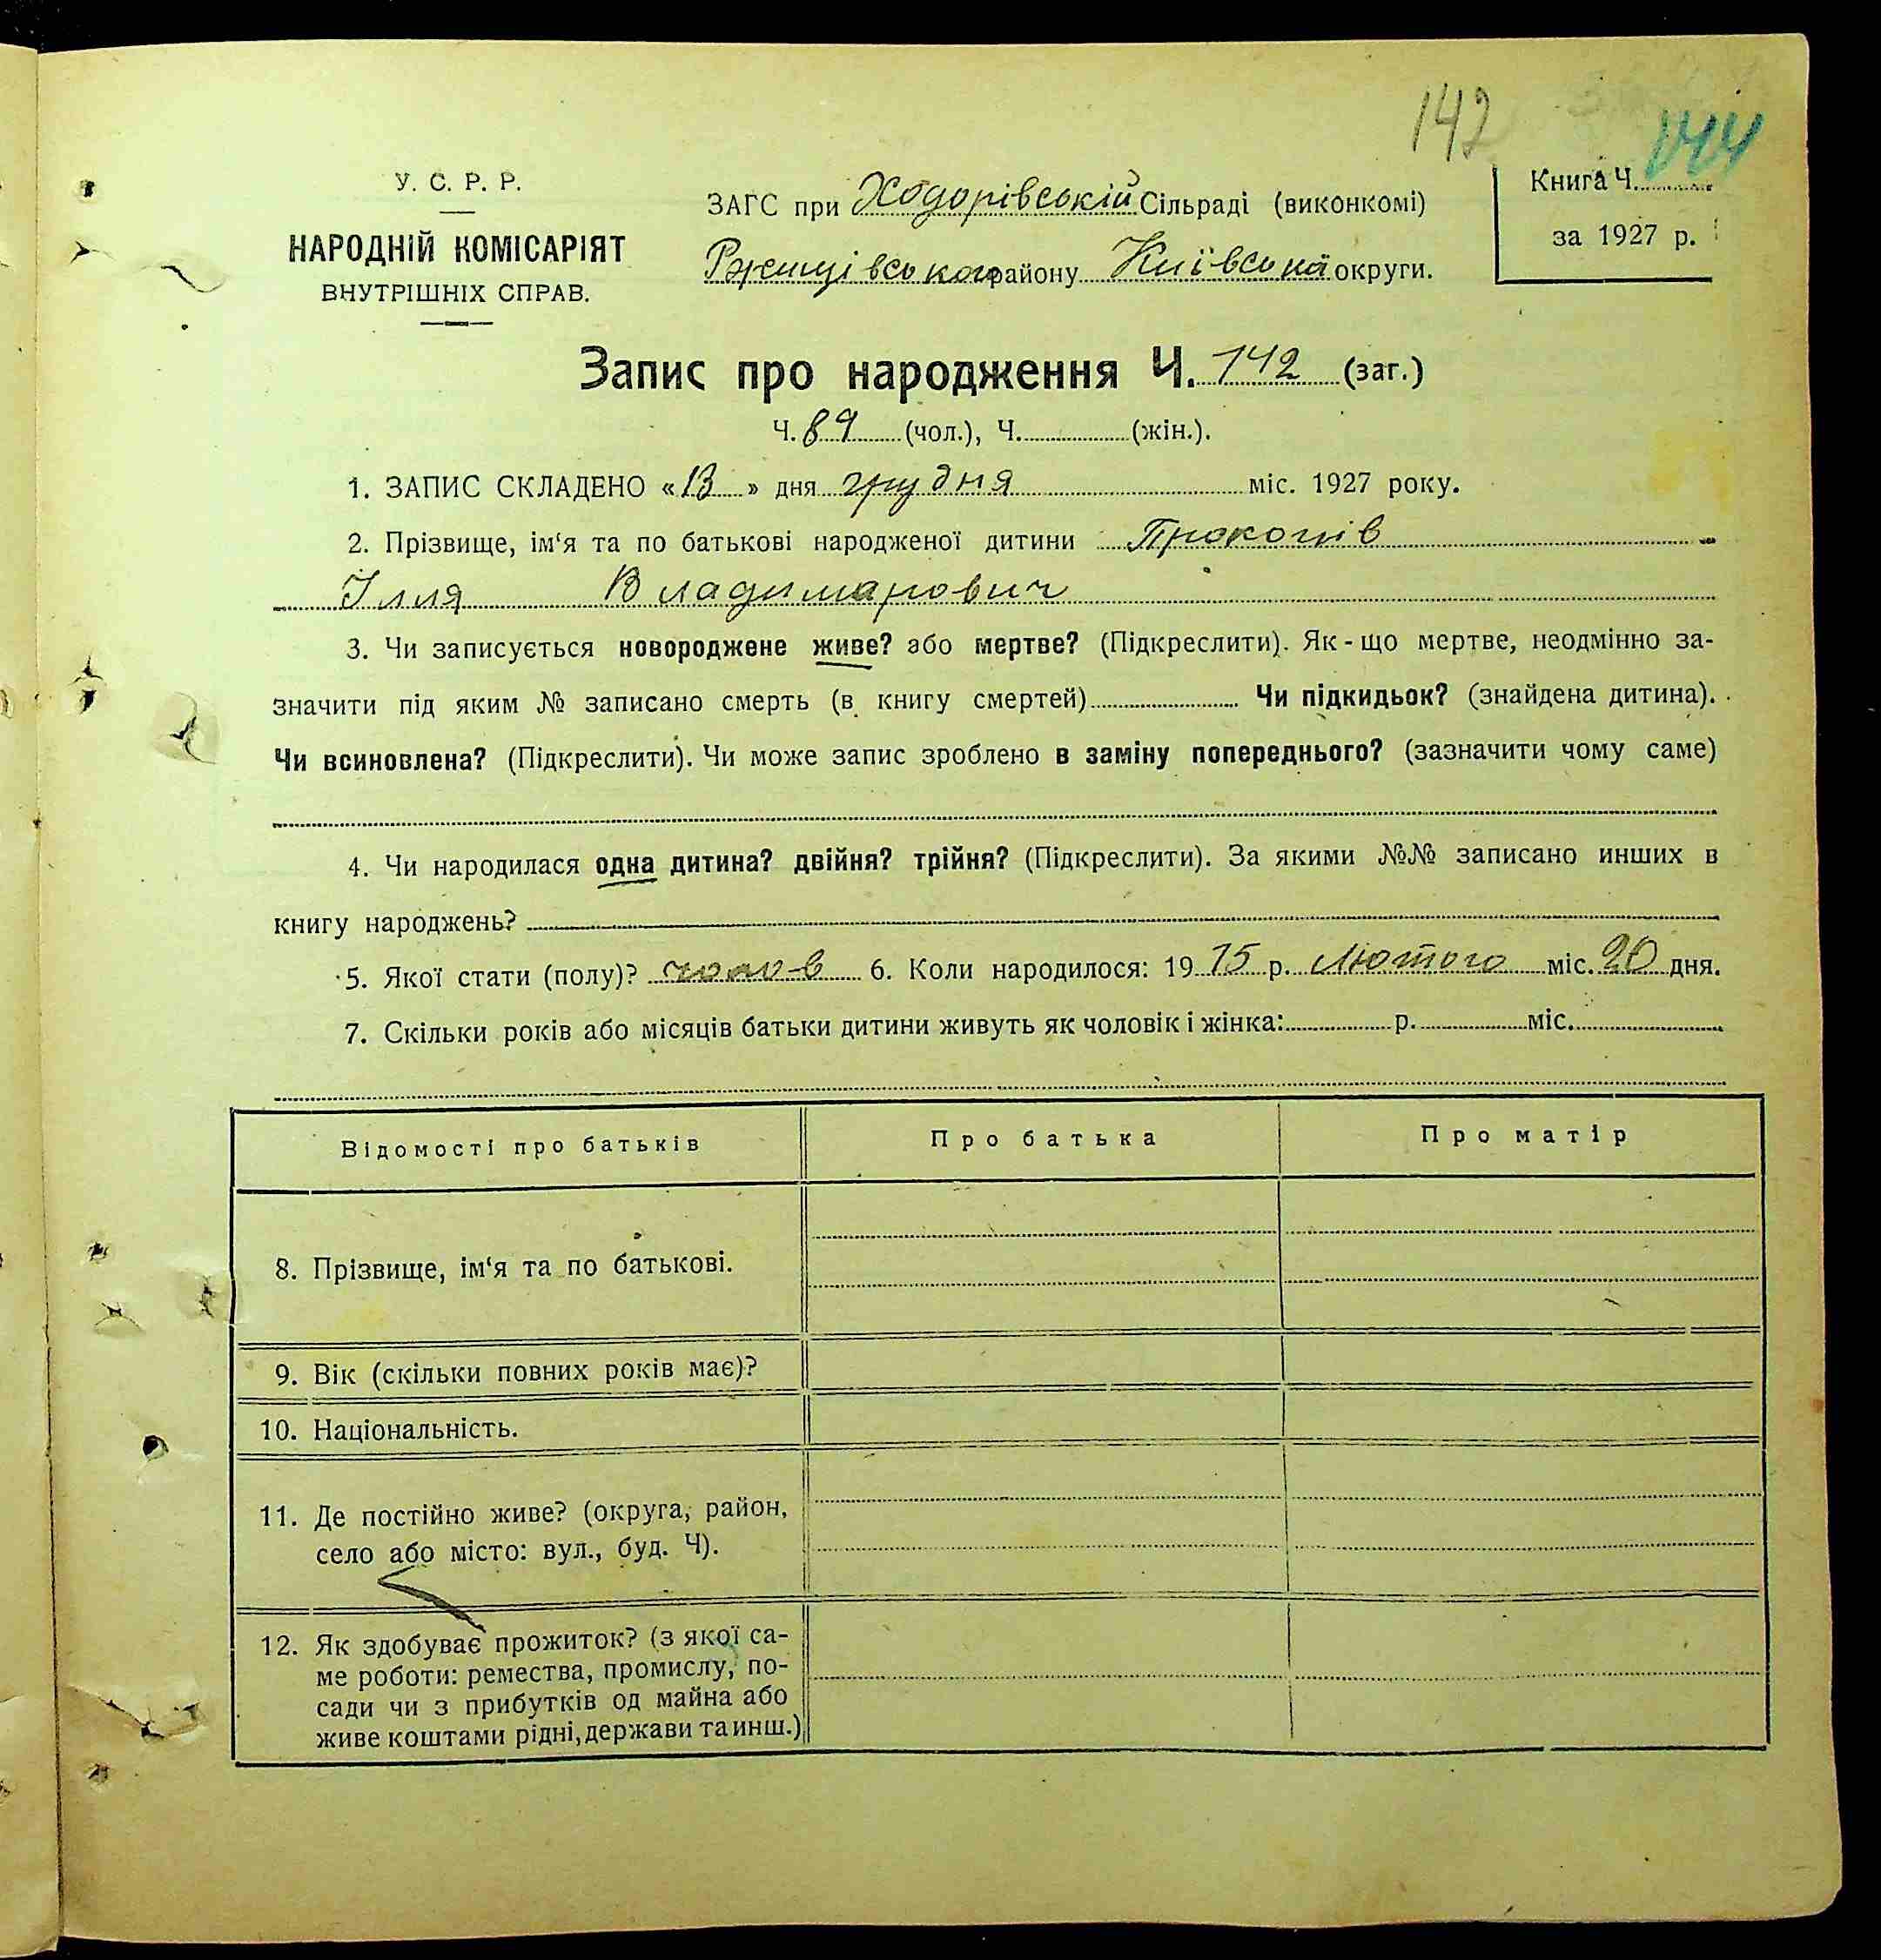 142
144
У. С. Р. Р.
НАРОДНІЙ КОМІСАРІЯТ
ВНУТРІШНІХ СПРАВ.
ЗАГС при Ходорівській Сільраді (виконкомі)
Ржищівського району Київської округи.
Книга Ч.
за 1927 р.
Запис про народження Ч. 142 (заг.)
Ч. 89 (чол.), Ч. (жін.).
1. ЗАПИС СКЛАДЕНО «13» дня грудня міс. 1927 року.
2. Прізвище, ім‘я та по батькові народженої дитини Прокопів
Ілля Владимарович
3. Чи записується новороджене живе? або мертве? (Підкреслити). Як-що мертве, неодмінно за-
значити під яким № записано смерть (в книгу смертей) Чи підкидьок? (знайдена дитина).
Чи всиновлена? (Підкреслити). Чи може запис зроблено в заміну попереднього? (зазначити чому саме)
4. Чи народилася одна дитина? двійня? трійня? (Підкреслити). За якими №№ записано инших в
книгу народжень?
5. Якої стати (полу)? чолов 6. Коли народилося: 1915 р. Лютого міс. 20 дня.
7. Скільки років або місяців батьки дитини живуть як чоловік і жінка: р. міс.
Відомості про батьків Про батька Про матір
8. Прізвище, ім‘я та по батькові.
9. Вік (скільки повних років має)?
10. Національність.
11. Де постійно живе? (округа, район,
село або місто: вул., буд. Ч).
12. Як здобуває прожиток? (з якої са-
ме роботи: ремества, промислу, по-
сади чи з прибутків од майна або
живе коштами рідні, держави та инш.)